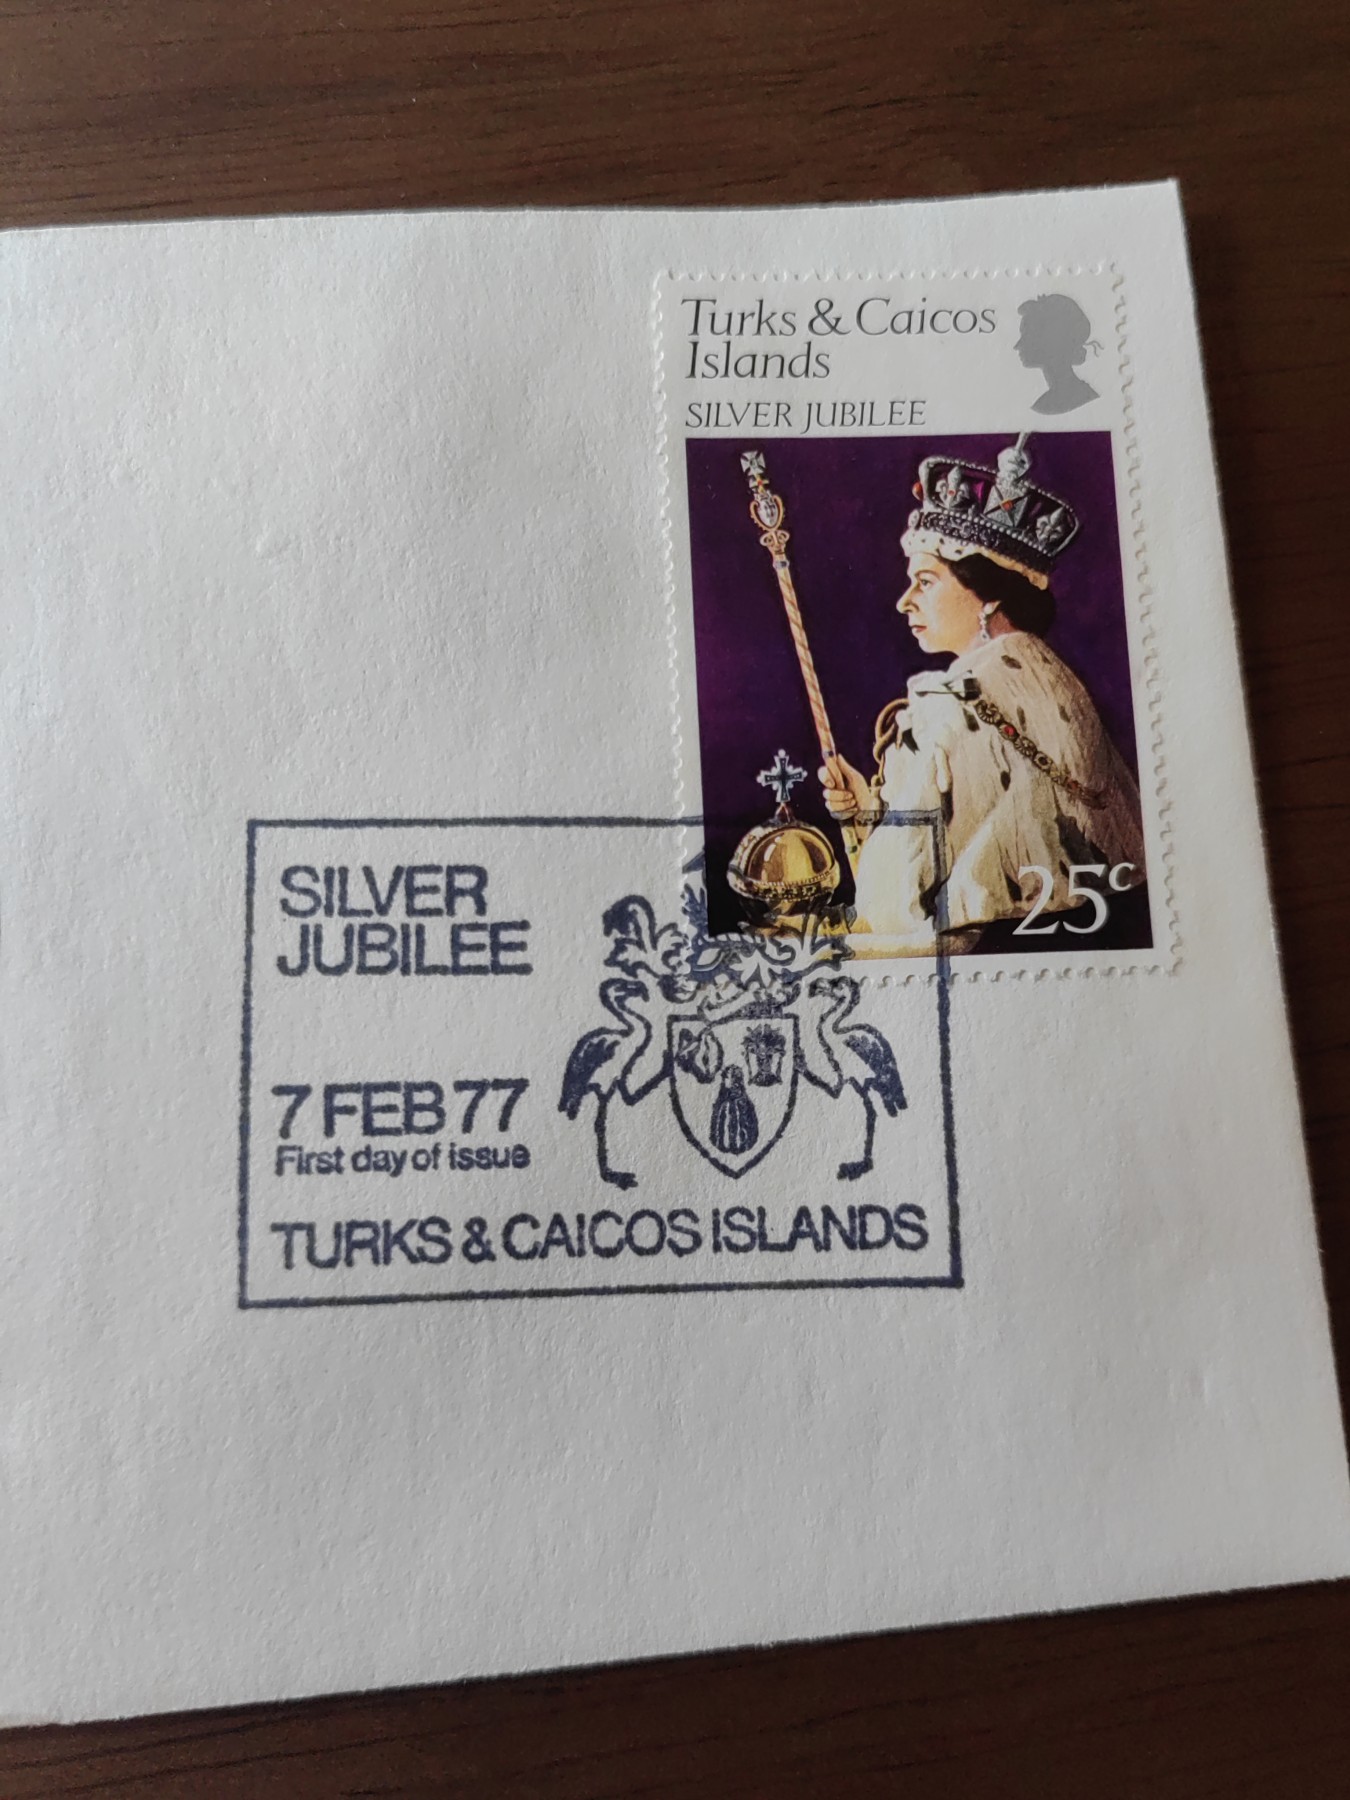 Turks & Caicos
Islands
SILVER JUBILEE
25c
SILVER
JUBILEE
7 FEB 77
First day of issue
TURKS & CAICOS ISLANDS